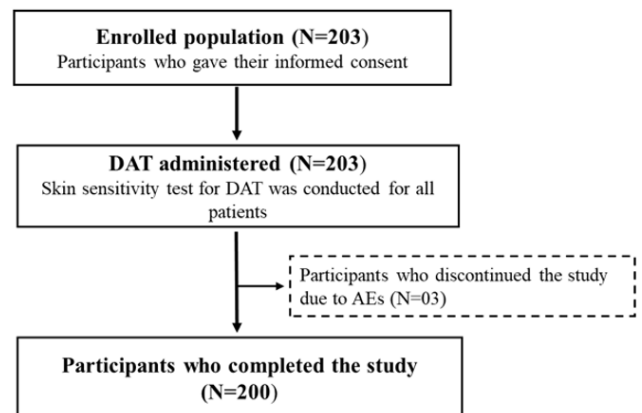 Enrolled population (N=203)
Participants who gave their informed consent
DAT administered (N=203)
Skin sensitivity test for DAT was conducted for all
patients
Participants who discontinued the study
due to AEs (N=03)
Participants who completed the study
(N=200)